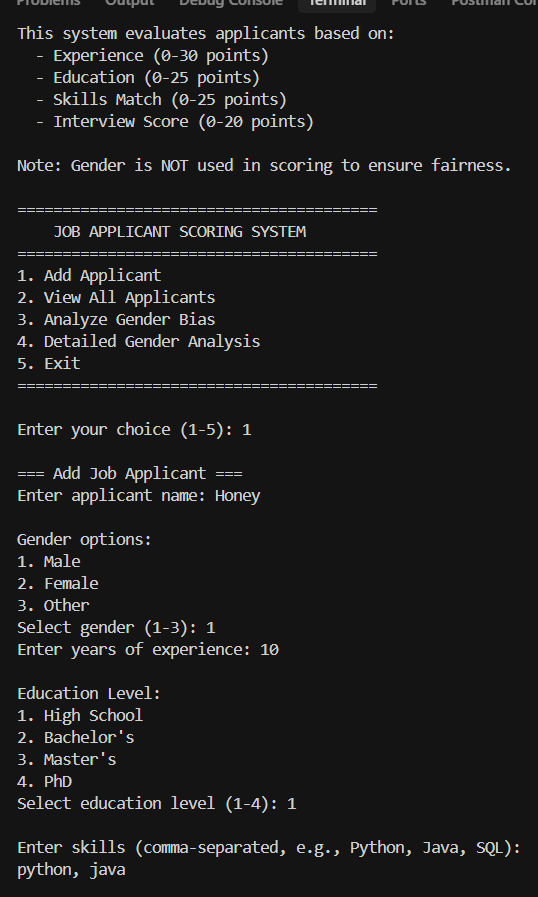 Problems Output Debug Console Terminal Ports Postman Con
This system evaluates applicants based on:
- Experience (0-30 points)
- Education (0-25 points)
- Skills Match (0-25 points)
- Interview Score (0-20 points)
Note: Gender is NOT used in scoring to ensure fairness.
========================================
JOB APPLICANT SCORING SYSTEM
========================================
1. Add Applicant
2. View All Applicants
3. Analyze Gender Bias
4. Detailed Gender Analysis
5. Exit
========================================
Enter your choice (1-5): 1
=== Add Job Applicant ===
Enter applicant name: Honey
Gender options:
1. Male
2. Female
3. Other
Select gender (1-3): 1
Enter years of experience: 10
Education Level:
1. High School
2. Bachelor's
3. Master's
4. PhD
Select education level (1-4): 1
Enter skills (comma-separated, e.g., Python, Java, SQL):
python, java